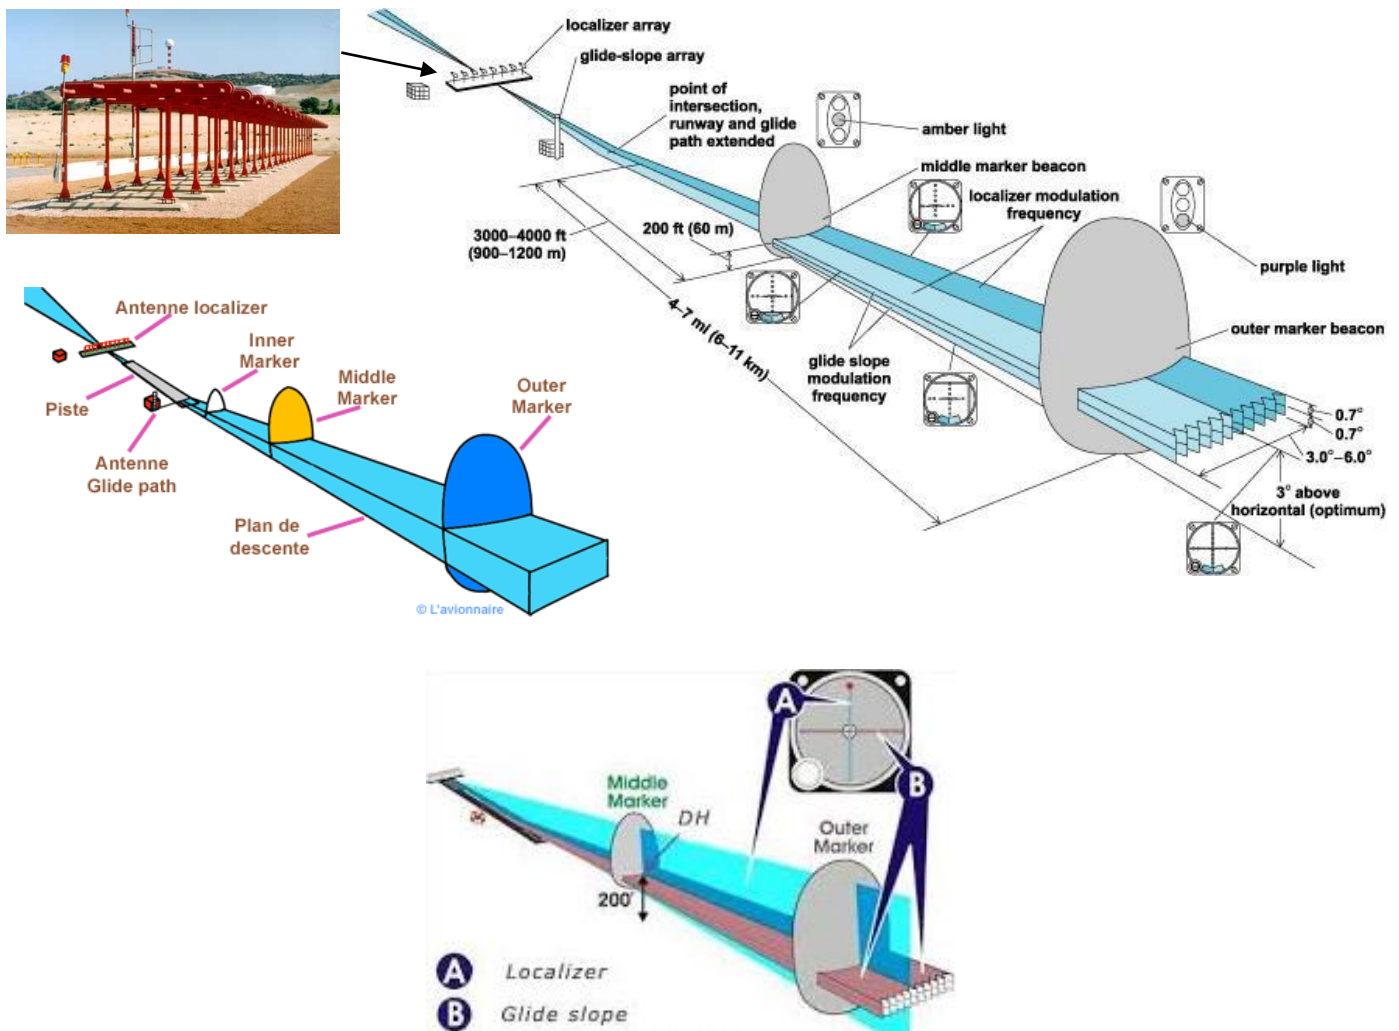 localizer array
glide-slope array
point of
intersection,
runway and glide
path extended
amber light
middle marker beacon
localizer modulation
frequency
200 ft (60 m)
3000–4000 ft
(900–1200 m)
purple light
4–7 mi (6–11 km)
outer marker beacon
glide slope
modulation
frequency
0.7°
0.7°
3.0°–6.0°
3° above
horizontal (optimum)
Antenne localizer
Inner
Marker
Middle
Marker
Outer
Marker
Piste
Antenne
Glide path
Plan de
descente
© L'avionnaire
A
B
Middle
Marker
DH
Outer
Marker
200'
A Localizer
B Glide slope